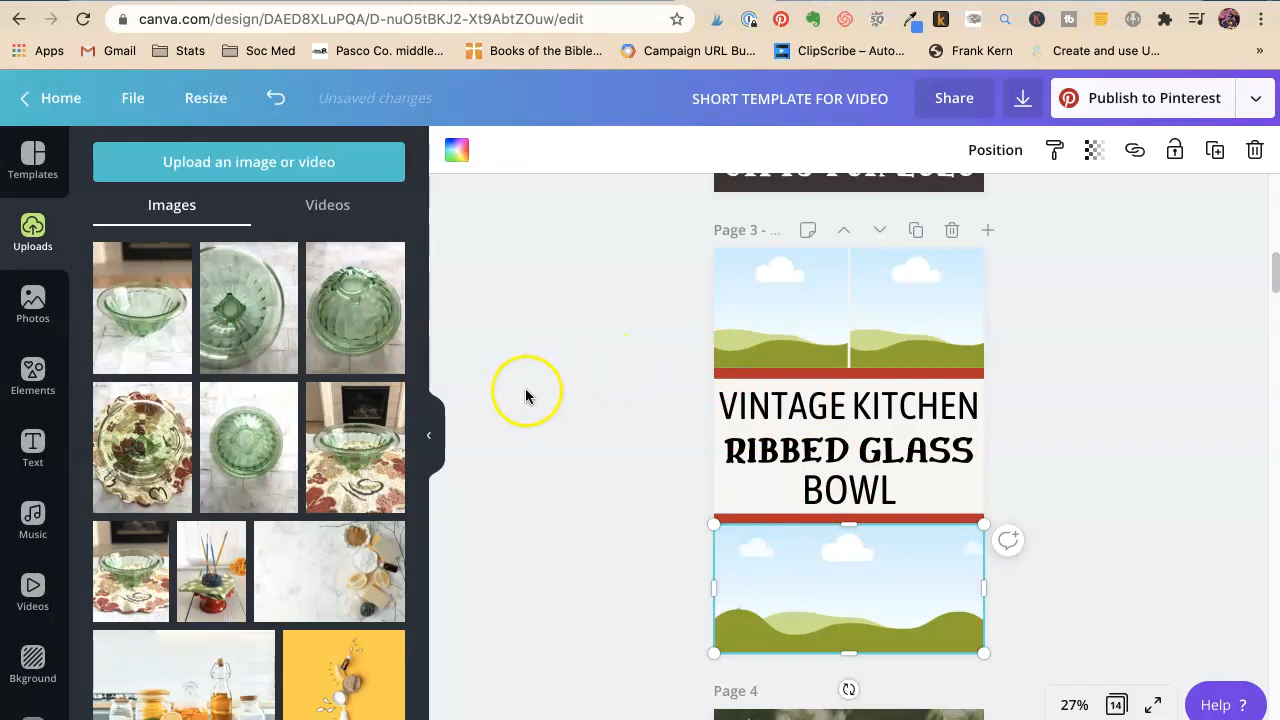 canva.com/design/DAED8XLuPQA/D-nuO5tBKJ2-Xt9AbtZOuw/edit
Apps Gmail Stats Soc Med Pasco Co. middle... Books of the Bible... Campaign URL Bu... ClipScribe – Auto... Frank Kern Create and use U... »
Home File Resize Unsaved changes SHORT TEMPLATE FOR VIDEO Share Publish to Pinterest
Templates
Uploads
Photos
Elements
Text
Music
Videos
Bkground
Upload an image or video
Images Videos
Position
Page 3 - ...
VINTAGE KITCHEN
RIBBED GLASS
BOWL
Page 4
27% 14 Help ?